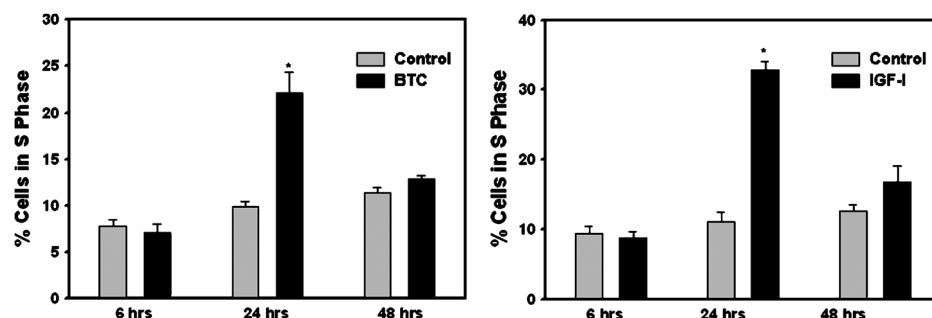 % Cells in S Phase
30
25
20
15
10
5
0
Control
BTC
*
6 hrs
24 hrs
48 hrs
% Cells in S Phase
40
30
20
10
0
Control
IGF-I
*
6 hrs
24 hrs
48 hrs